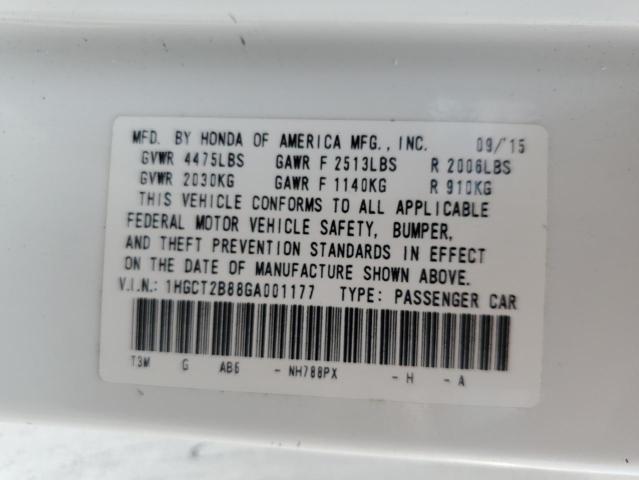 MFD. BY HONDA OF AMERICA MFG., INC. 09/15
GVWR 4475LBS GAWR F 2513LBS R 2006LBS
GVWR 2030KG GAWR F 1140KG R 910KG
THIS VEHICLE CONFORMS TO ALL APPLICABLE
FEDERAL MOTOR VEHICLE SAFETY, BUMPER,
AND THEFT PREVENTION STANDARDS IN EFFECT
ON THE DATE OF MANUFACTURE SHOWN ABOVE.
V.I.N.: 1HGCT2B88GA001177 TYPE: PASSENGER CAR
T3M G AB6 - NH788PX - H - A